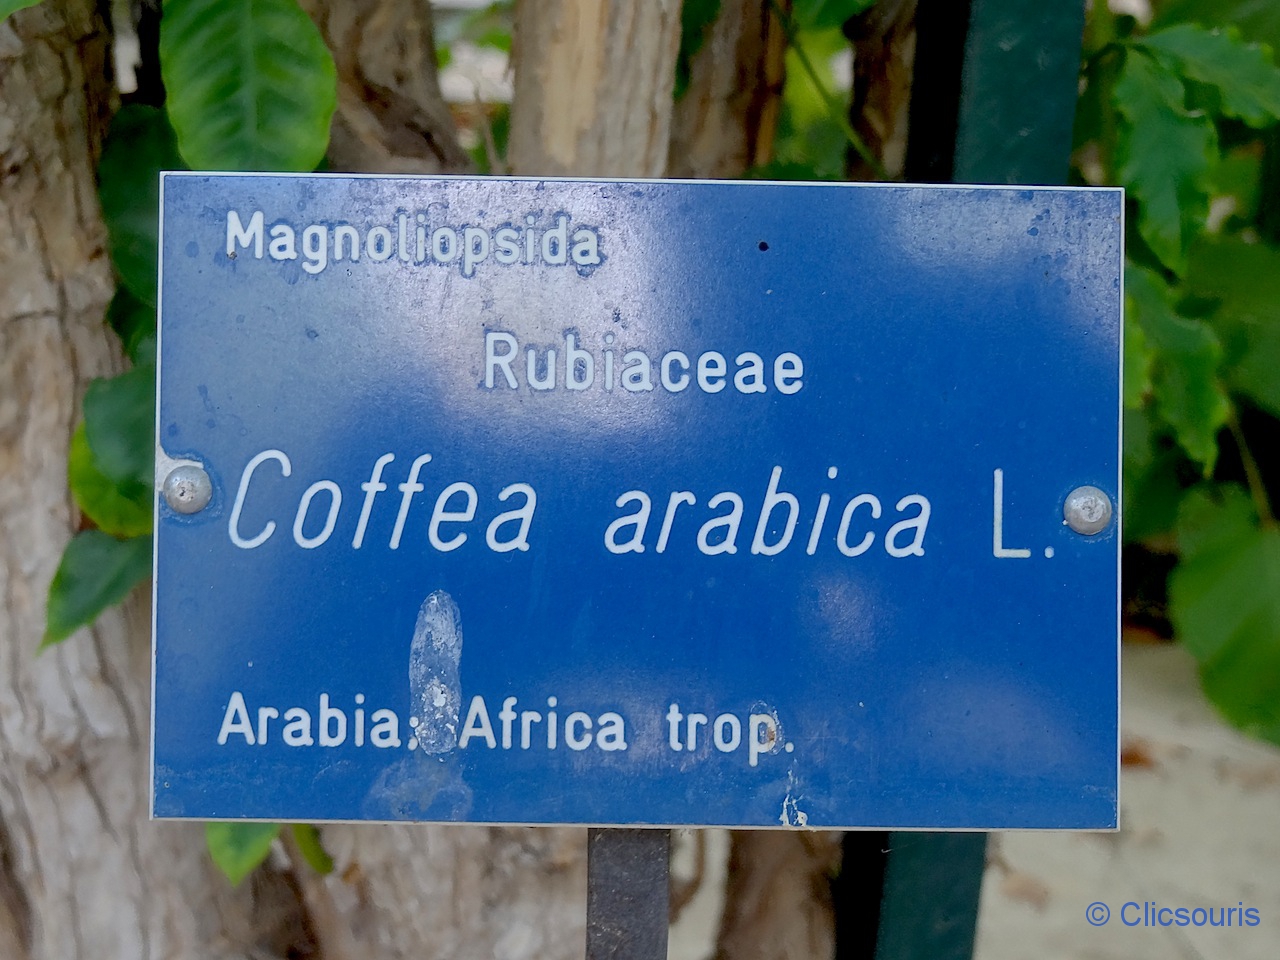 Magnoliopsida
Rubiaceae
Coffea arabica L.
Arabia: Africa trop.
© Clicsouris